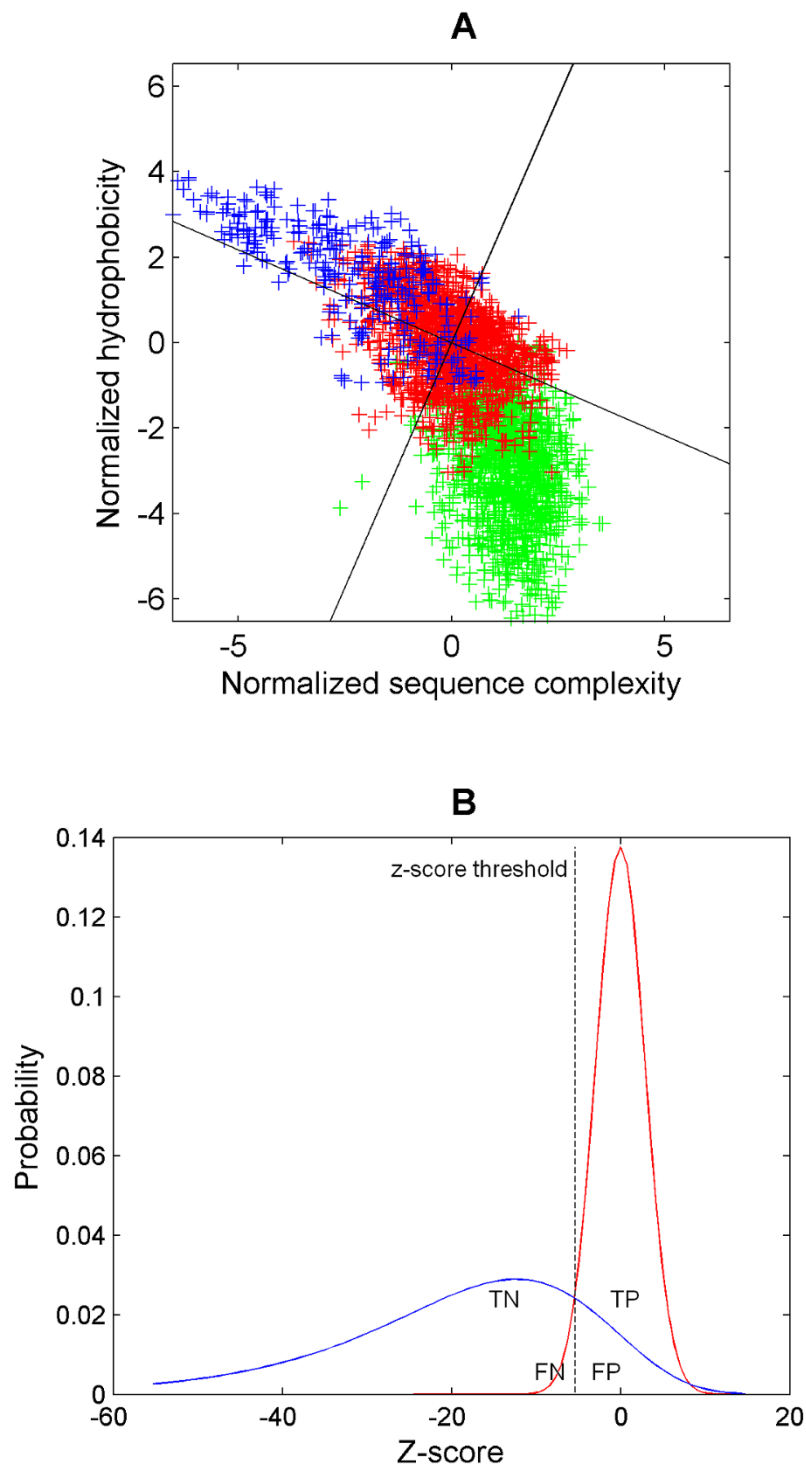 A
6
4
2
0
-2
-4
-6
Normalized hydrophobicity
-5 0 5
Normalized sequence complexity
B
0.14
0.12
0.1
0.08
0.06
0.04
0.02
0
Probability
z-score threshold
TN TP
FN FP
-60 -40 -20 0 20
Z-score